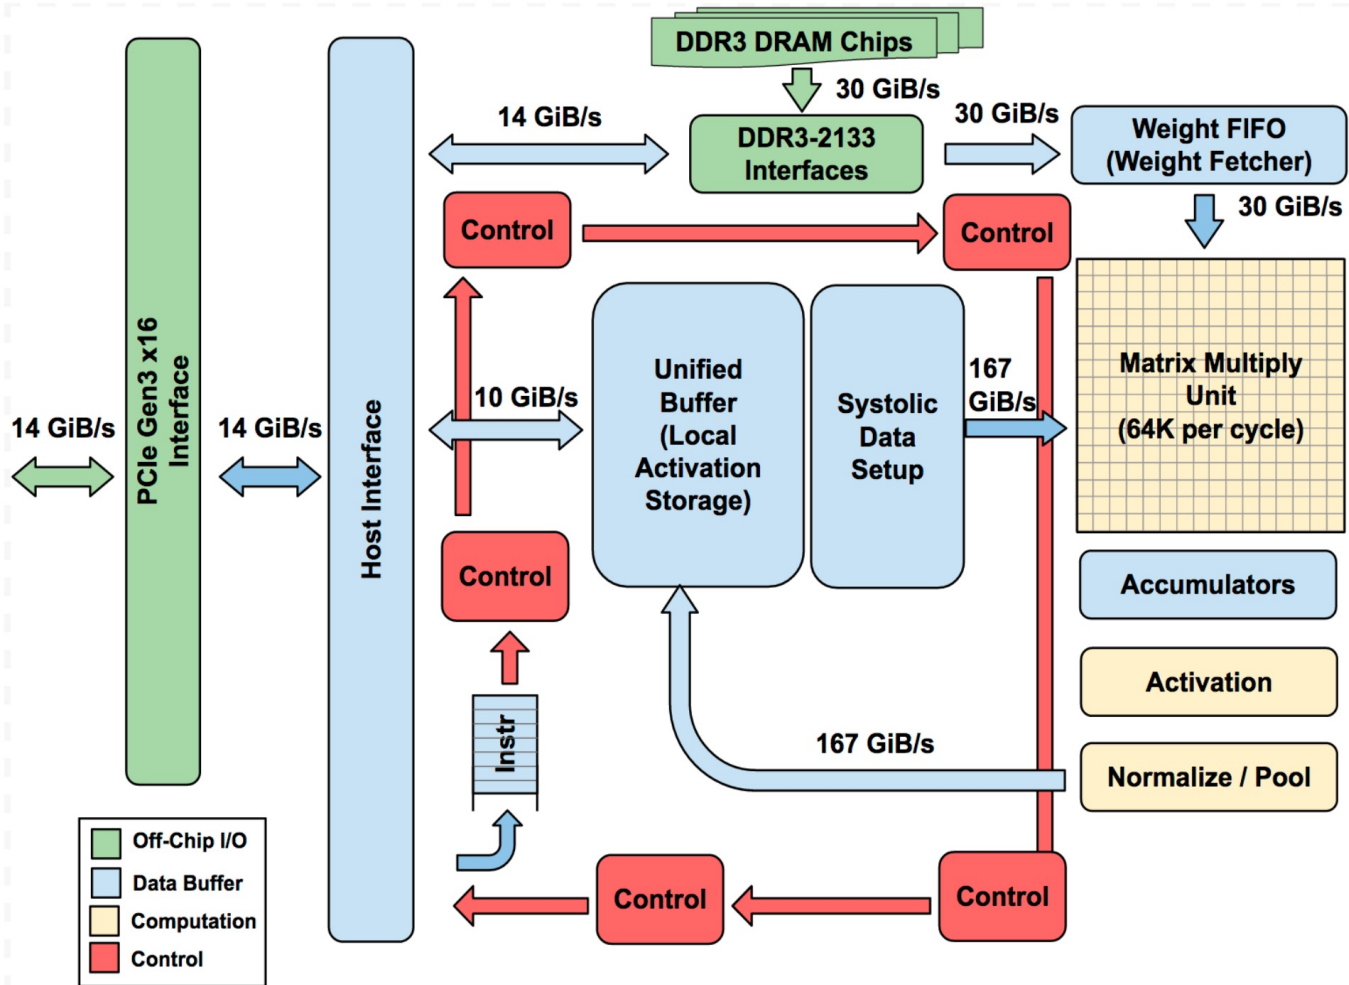 DDR3 DRAM Chips
30 GiB/s
14 GiB/s
DDR3-2133
Interfaces
30 GiB/s
Weight FIFO
(Weight Fetcher)
30 GiB/s
Control
Control
PCIe Gen3 x16
Interface
Host Interface
14 GiB/s
14 GiB/s
10 GiB/s
Unified
Buffer
(Local
Activation
Storage)
Systolic
Data
Setup
167
GiB/s
Matrix Multiply
Unit
(64K per cycle)
Control
Accumulators
Activation
Instr
167 GiB/s
Normalize / Pool
Control
Control
Off-Chip I/O
Data Buffer
Computation
Control